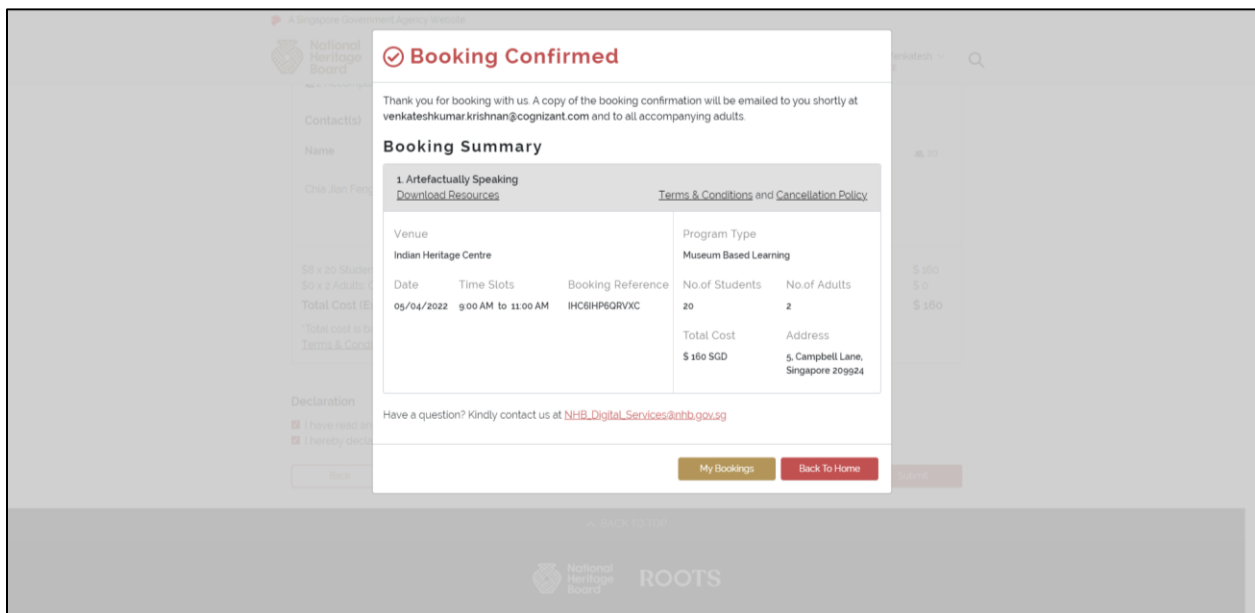 A Singapore Government Agency Website
National
Heritage
Board
Booking Confirmed
Thank you for booking with us. A copy of the booking confirmation will be emailed to you shortly at
venkateshkumar.krishnan@cognizant.com and to all accompanying adults.
Contact(s)
Name
20
Booking Summary
1. Artefactually Speaking
Download Resources
Terms & Conditions and Cancellation Policy
Venue
Program Type
Indian Heritage Centre
Museum Based Learning
Date Time Slots Booking Reference No.of Students No.of Adults
05/04/2022 9:00 AM to 11:00 AM IHC6IHP6QRVXC 20 2
Total Cost Address
$ 160 SGD 5, Campbell Lane,
Singapore 209924
$ 160
$ 0
Total Cost
$ 160
Declaration
Have a question? Kindly contact us at NHB_Digital_Services@nhb.gov.sg
I have read
I hereby
Back
My Bookings Back To Home
Submit
BACK TO TOP
National
Heritage
Board
ROOTS